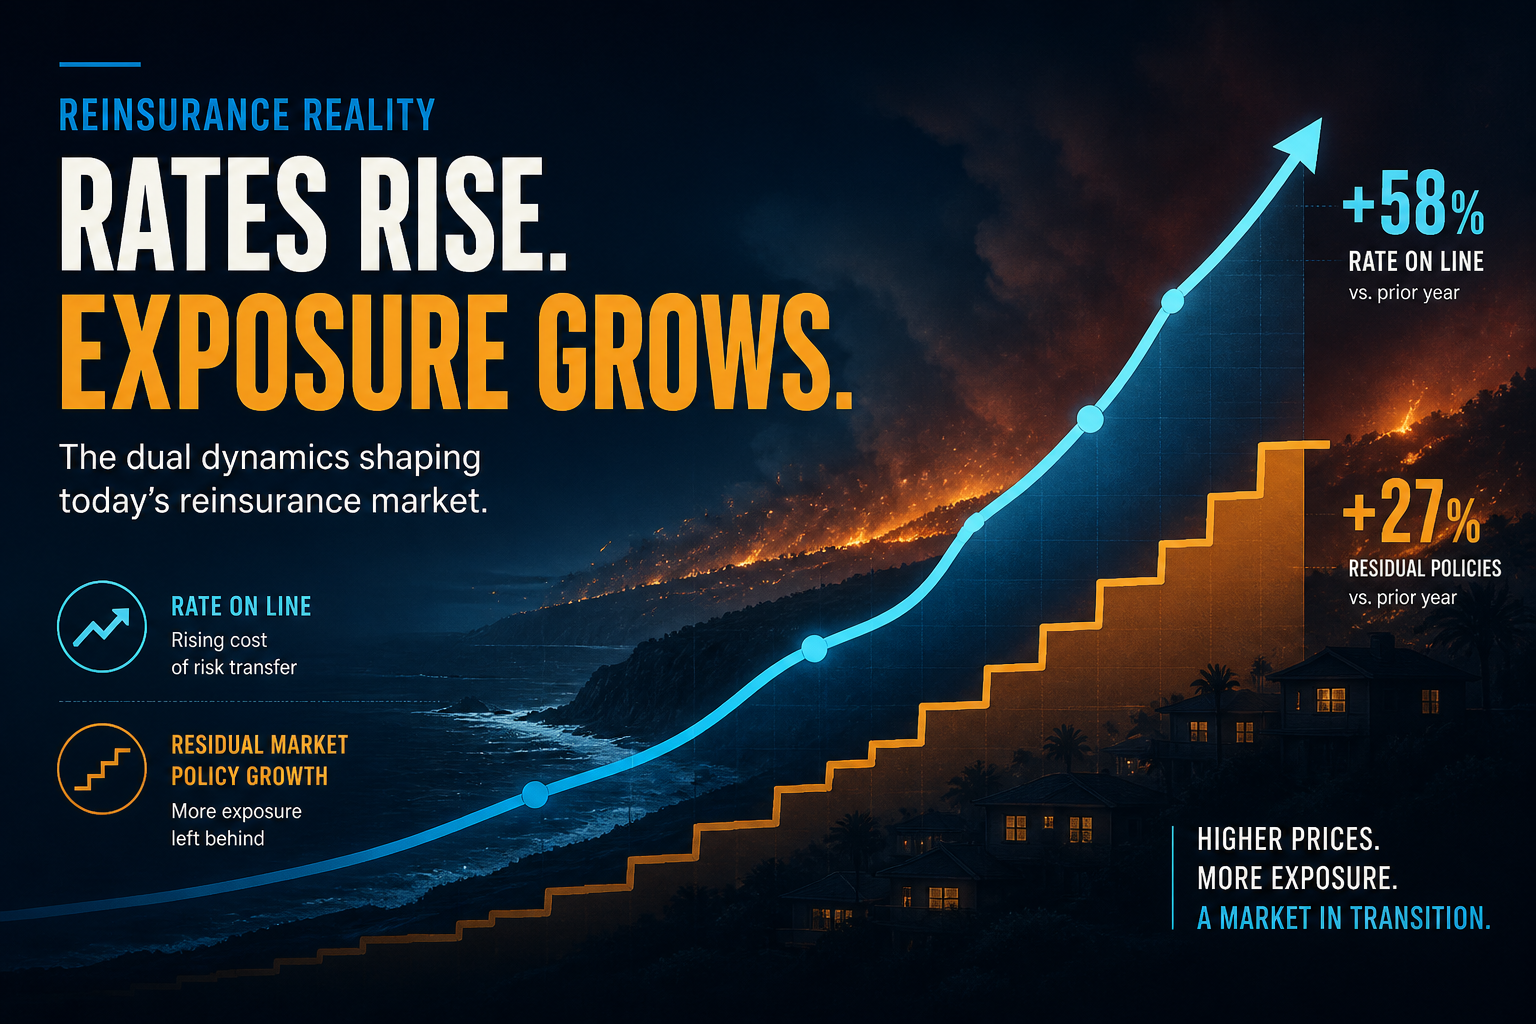 REINSURANCE REALITY
RATES RISE.
EXPOSURE GROWS.
The dual dynamics shaping
today’s reinsurance market.
RATE ON LINE
Rising cost
of risk transfer
RESIDUAL MARKET
POLICY GROWTH
More exposure
left behind
+58%
RATE ON LINE
vs. prior year
+27%
RESIDUAL POLICIES
vs. prior year
HIGHER PRICES.
MORE EXPOSURE.
A MARKET IN TRANSITION.